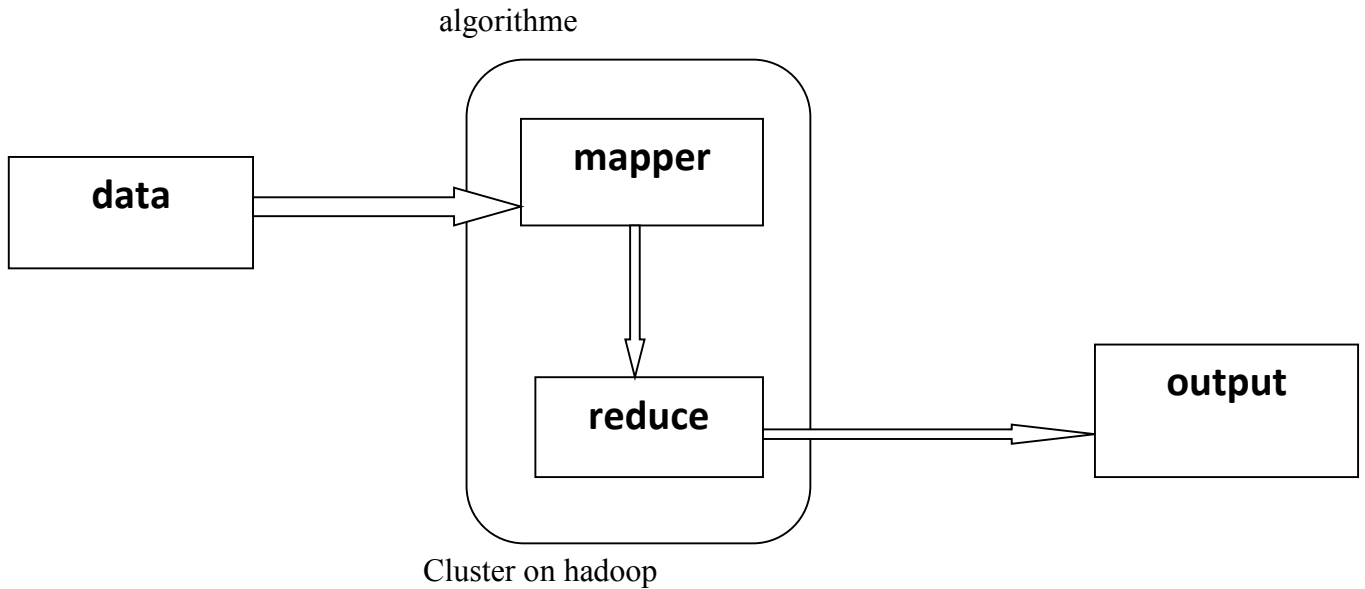 algorithme
mapper
data
reduce
output
Cluster on hadoop